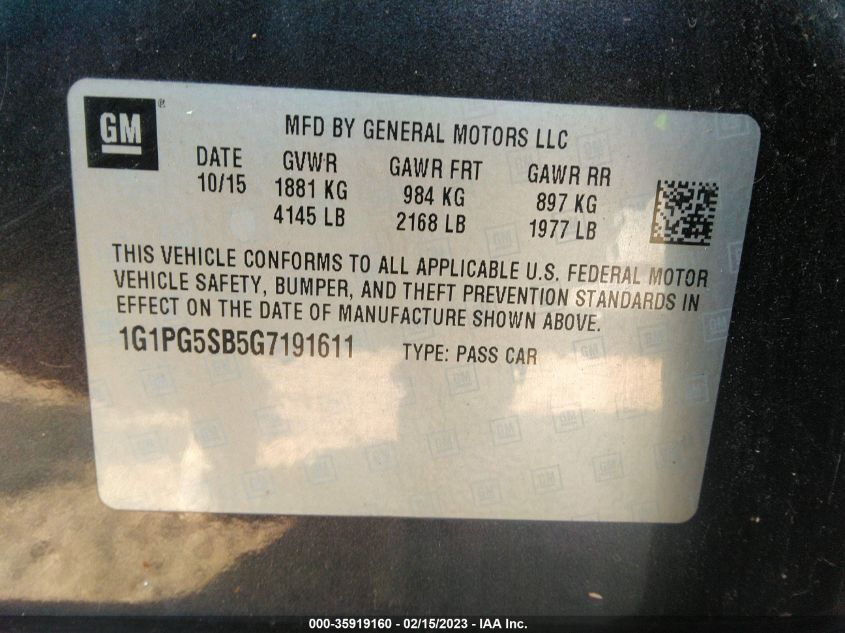 GM ®
MFD BY GENERAL MOTORS LLC
DATE GVWR GAWR FRT GAWR RR
10/15 1881 KG 984 KG 897 KG
4145 LB 2168 LB 1977 LB
THIS VEHICLE CONFORMS TO ALL APPLICABLE U.S. FEDERAL MOTOR
VEHICLE SAFETY, BUMPER, AND THEFT PREVENTION STANDARDS IN
EFFECT ON THE DATE OF MANUFACTURE SHOWN ABOVE.
1G1PG5SB5G7191611 TYPE: PASS CAR
000-35919160 - 02/15/2023 - IAA Inc.